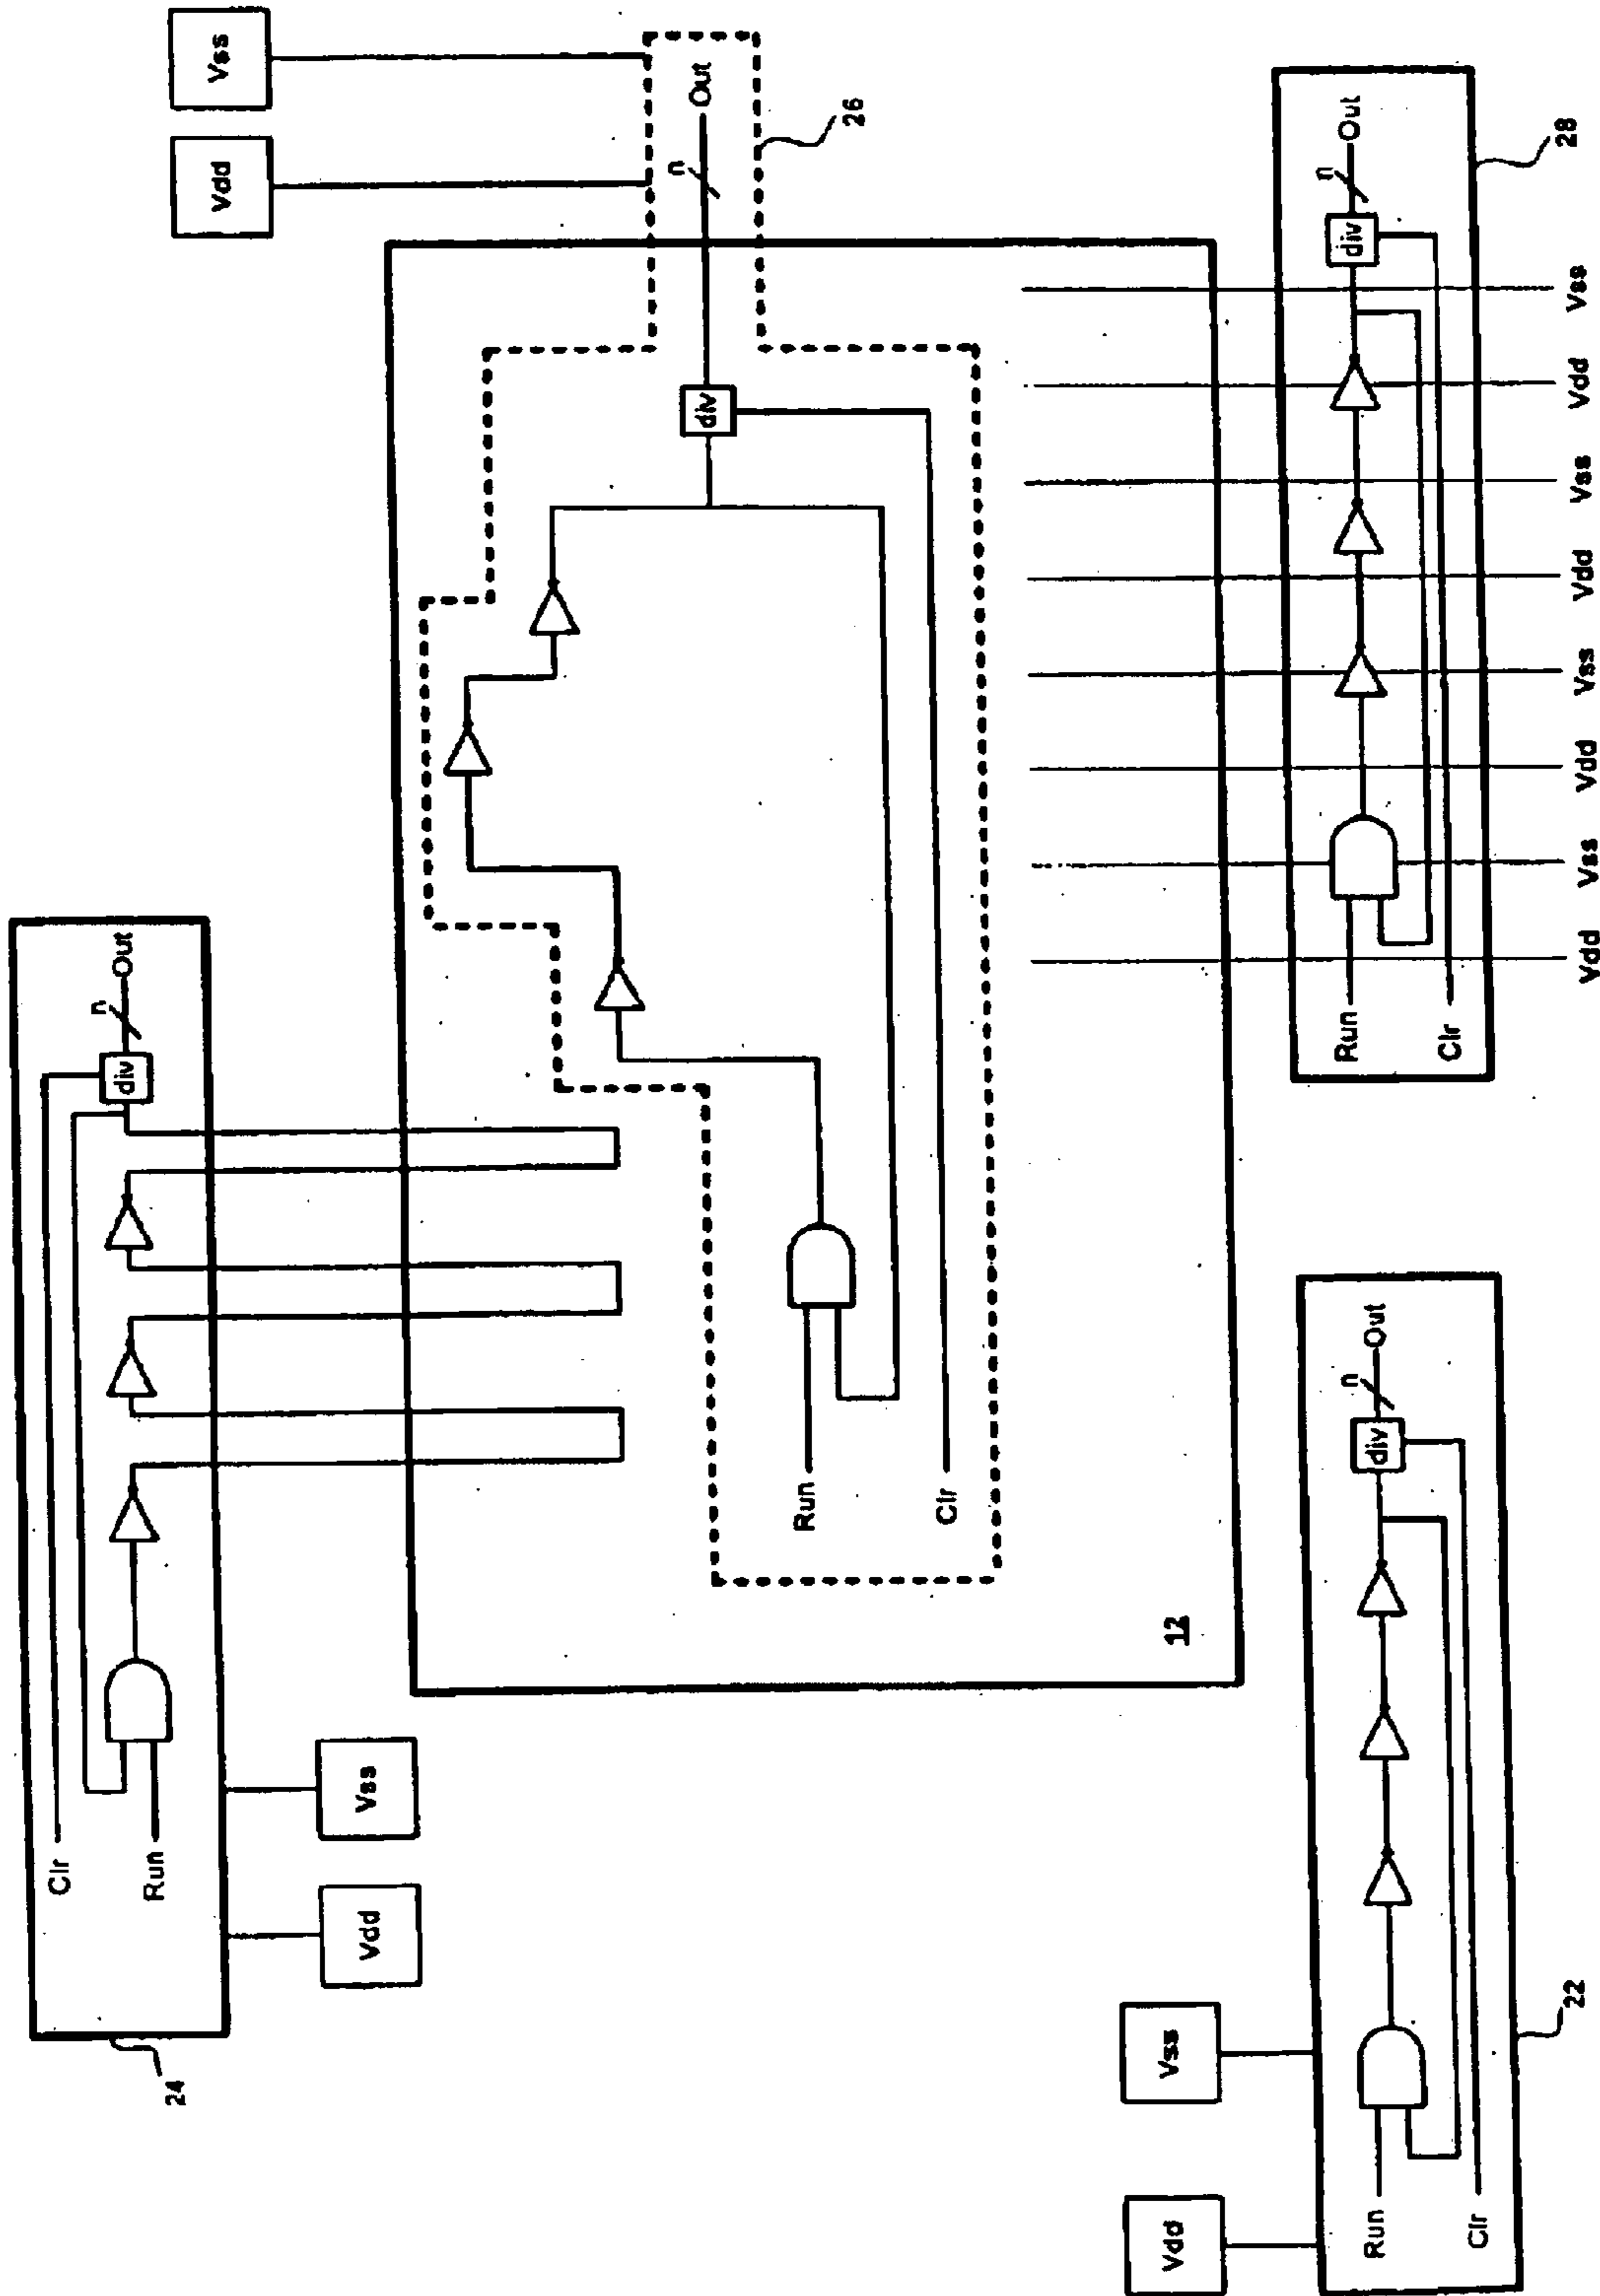 Clr
Run
div
n
Out
24
Vdd
Vss
Vdd
Vss
Run
Clr
div
n
Out
26
12
Vdd
Vss
Run
Clr
div
n
Out
22
Run
Clr
div
n
Out
28
Vdd
Vss
Vdd
Vss
Vdd
Vss
Vdd
Vss